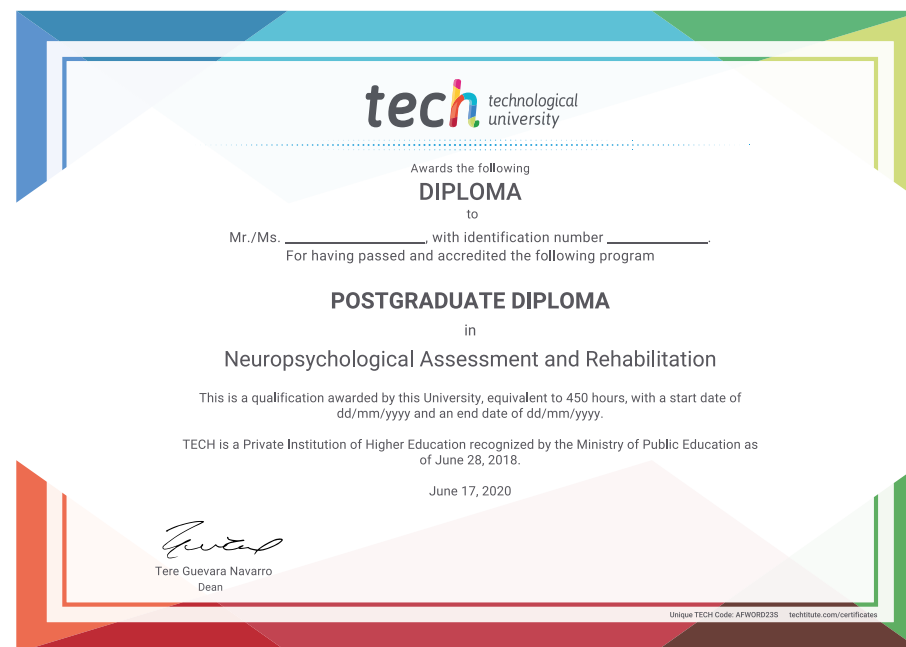 tech technological
university
Awards the following
DIPLOMA
to
Mr./Ms. ____________________, with identification number ______________.
For having passed and accredited the following program
POSTGRADUATE DIPLOMA
in
Neuropsychological Assessment and Rehabilitation
This is a qualification awarded by this University, equivalent to 450 hours, with a start date of
dd/mm/yyyy and an end date of dd/mm/yyyy.
TECH is a Private Institution of Higher Education recognized by the Ministry of Public Education as
of June 28, 2018.
June 17, 2020
Tere Guevara Navarro
Dean
Unique TECH Code: AFWORD23S techtitute.com/certificates